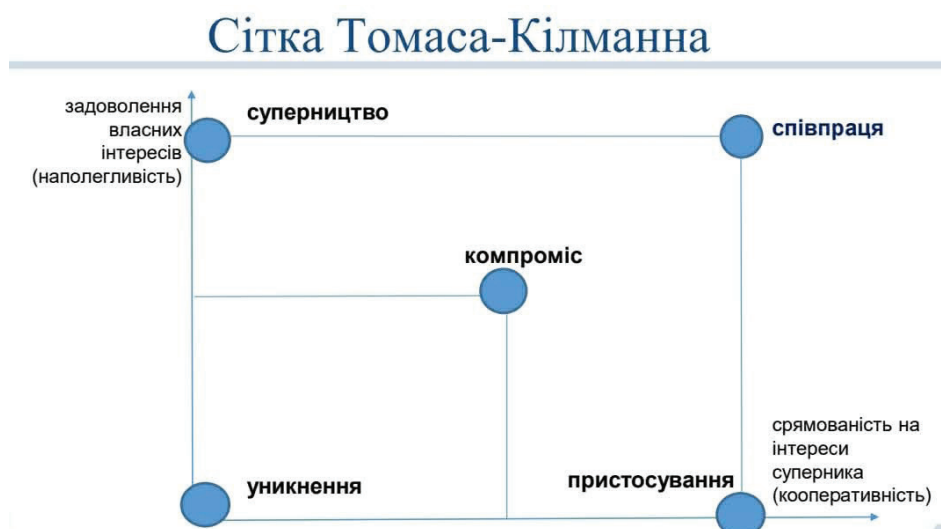 Сітка Томаса-Кілманна
задоволення
власних
інтересів
(наполегливість)
суперництво
співпраця
компроміс
уникнення
пристосування
срямованість на
інтереси
суперника
(кооперативність)